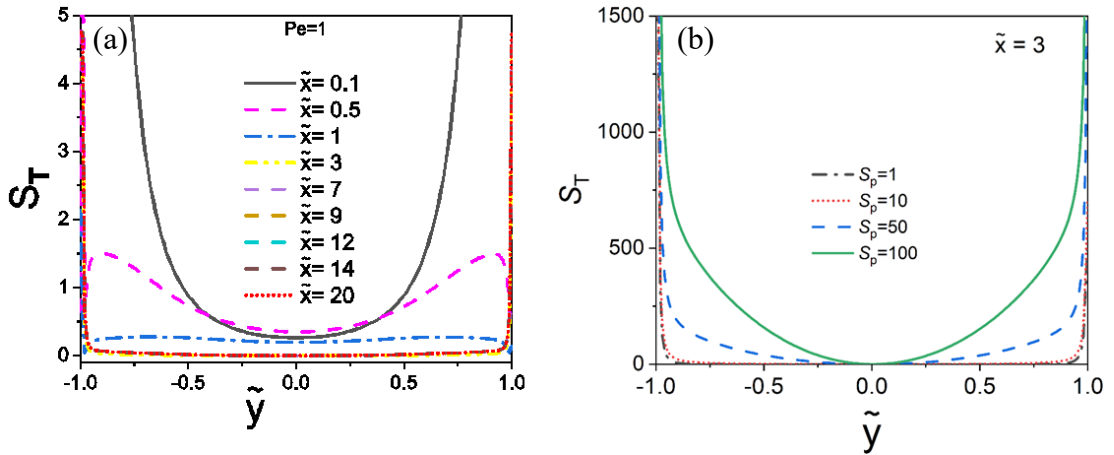 (a)
Pe=1
x̃= 0.1
x̃= 0.5
x̃= 1
x̃= 3
x̃= 7
x̃= 9
x̃= 12
x̃= 14
x̃= 20
S_T
5
4
3
2
1
0
-1.0 -0.5 0.0 0.5 1.0
ỹ
(b)
x̃ = 3
S_p=1
S_p=10
S_p=50
S_p=100
S_T
1500
1000
500
0
-1.0 -0.5 0.0 0.5 1.0
ỹ